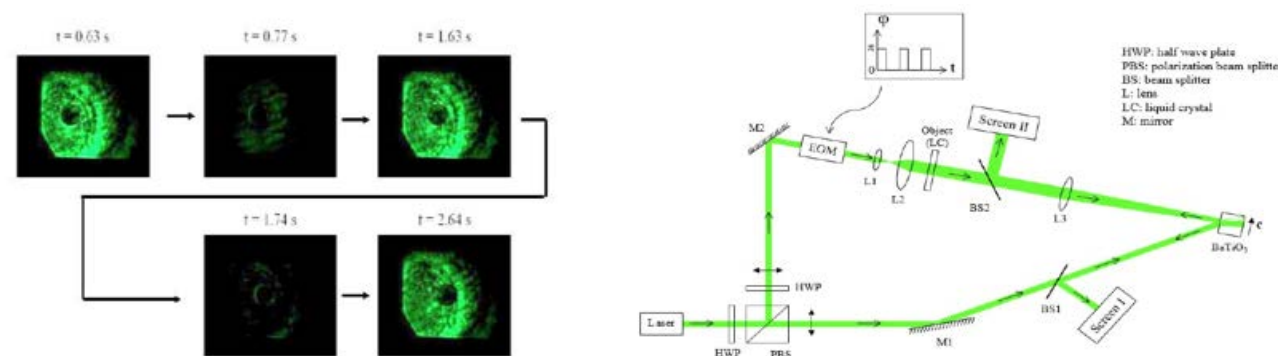 t = 0.63 s
t = 0.77 s
t = 1.63 s
t = 1.74 s
t = 2.64 s
φ
π
0
t
HWP: half wave plate
PBS: polarization beam splitte
BS: beam splitter
L: lens
LC: liquid crystal
M: mirror
M2
EOM
Object
(LC)
Screen II
L1
L2
BS2
L3
c
BaTiO3
HWP
BS1
Screen I
Laser
HWP
PBS
M1